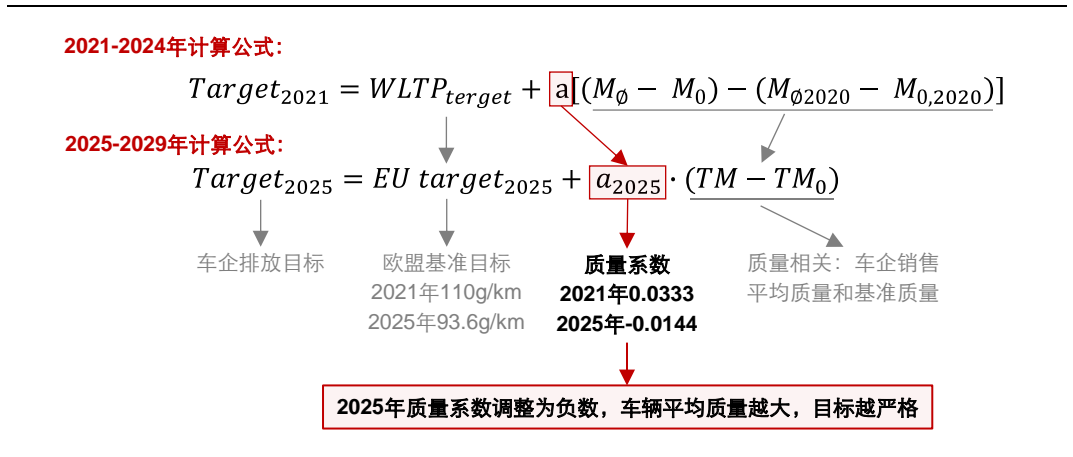 2021-2024年计算公式：
Target₂₀₂₁ = WLTP_terget + a[(M_ø − M₀) − (M_ø2020 − M_0,2020)]
2025-2029年计算公式：
Target₂₀₂₅ = EU target₂₀₂₅ + a₂₀₂₅ · (TM − TM₀)
车企排放目标
欧盟基准目标
2021年110g/km
2025年93.6g/km
质量系数
2021年0.0333
2025年-0.0144
质量相关：车企销售
平均质量和基准质量
2025年质量系数调整为负数，车辆平均质量越大，目标越严格